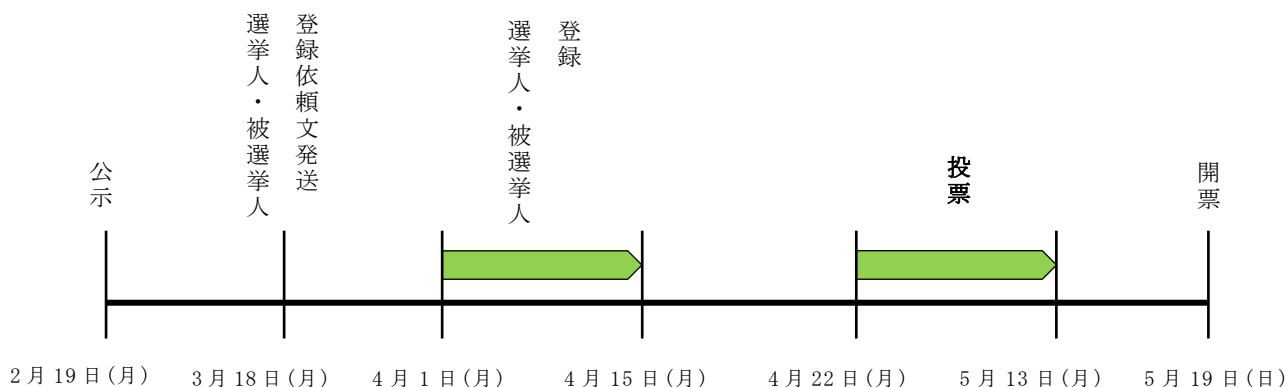 公示
登録依頼文発送
選挙人・被選挙人
登録
選挙人・被選挙人
投票
開票
2月19日(月)
3月18日(月)
4月1日(月)
4月15日(月)
4月22日(月)
5月13日(月)
5月19日(日)